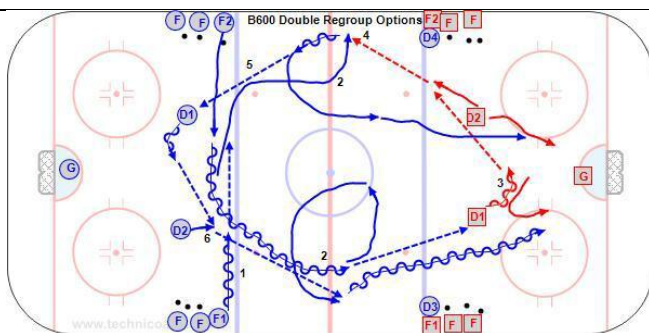 F F F2 B600 Double Regroup Options F2 F F
4 D4
5
2
D1 D2
G G
3
D1
D2
6
2
1
D3
F F F1 F1 F F
www.technico